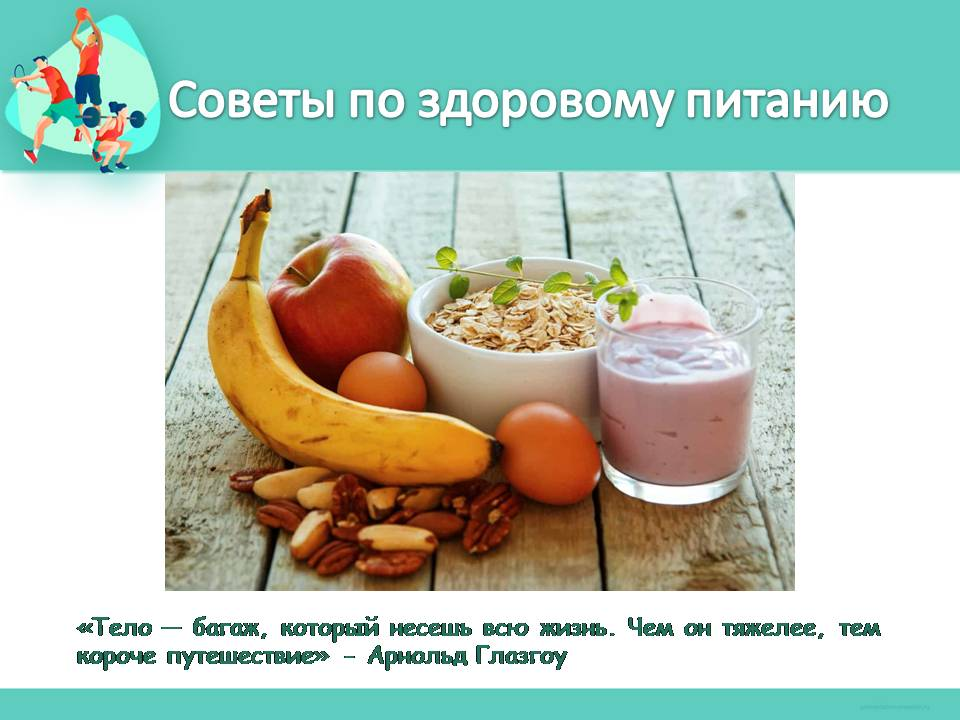 Советы по здоровому питанию
«Тело — багаж, который несешь всю жизнь. Чем он тяжелее, тем
короче путешествие» - Арнольд Глазгоу